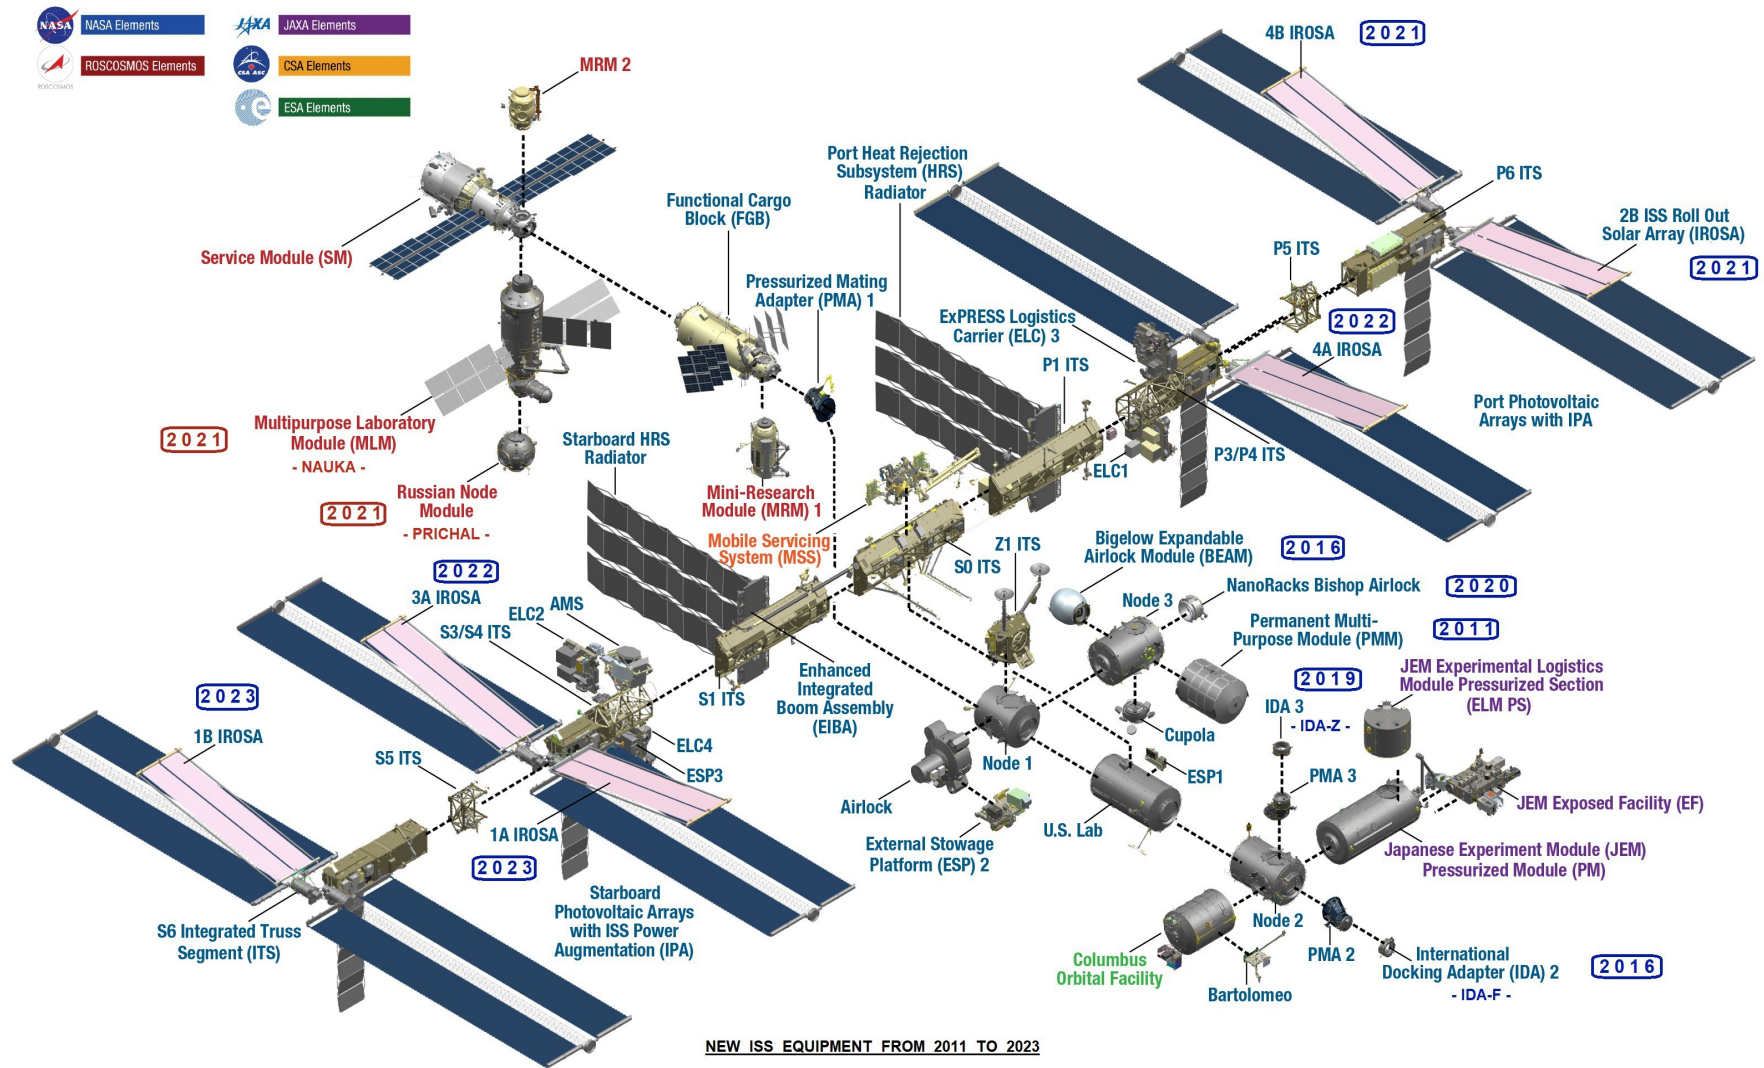 NASA
NASA Elements
JAXA
JAXA Elements
ROSCOSMOS
ROSCOSMOS Elements
CSA ASC
CSA Elements
ESA Elements
MRM 2
4B IROSA
2021
Port Heat Rejection
Subsystem (HRS)
Radiator
P6 ITS
Functional Cargo
Block (FGB)
2B ISS Roll Out
Solar Array (IROSA)
2021
Service Module (SM)
P5 ITS
Pressurized Mating
Adapter (PMA) 1
ExPRESS Logistics
Carrier (ELC) 3
2022
4A IROSA
P1 ITS
Port Photovoltaic
Arrays with IPA
2021
Multipurpose Laboratory
Module (MLM)
- NAUKA -
Starboard HRS
Radiator
P3/P4 ITS
ELC1
Russian Node
Module
- PRICHAL -
2021
Mini-Research
Module (MRM) 1
Mobile Servicing
System (MSS)
S0 ITS
Z1 ITS
Bigelow Expandable
Airlock Module (BEAM)
2016
2022
3A IROSA
NanoRacks Bishop Airlock
2020
Node 3
ELC2
AMS
S3/S4 ITS
Permanent Multi-
Purpose Module (PMM)
2011
JEM Experimental Logistics
Module Pressurized Section
(ELM PS)
2019
IDA 3
- IDA-Z -
S1 ITS
Enhanced
Integrated
Boom Assembly
(EIBA)
2023
1B IROSA
Cupola
S5 ITS
ELC4
ESP3
Node 1
ESP1
PMA 3
Airlock
JEM Exposed Facility (EF)
1A IROSA
2023
U.S. Lab
External Stowage
Platform (ESP) 2
Japanese Experiment Module (JEM)
Pressurized Module (PM)
Starboard
Photovoltaic Arrays
with ISS Power
Augmentation (IPA)
S6 Integrated Truss
Segment (ITS)
Node 2
Columbus
Orbital Facility
PMA 2
International
Docking Adapter (IDA) 2
- IDA-F -
2016
Bartolomeo
NEW ISS EQUIPMENT FROM 2011 TO 2023